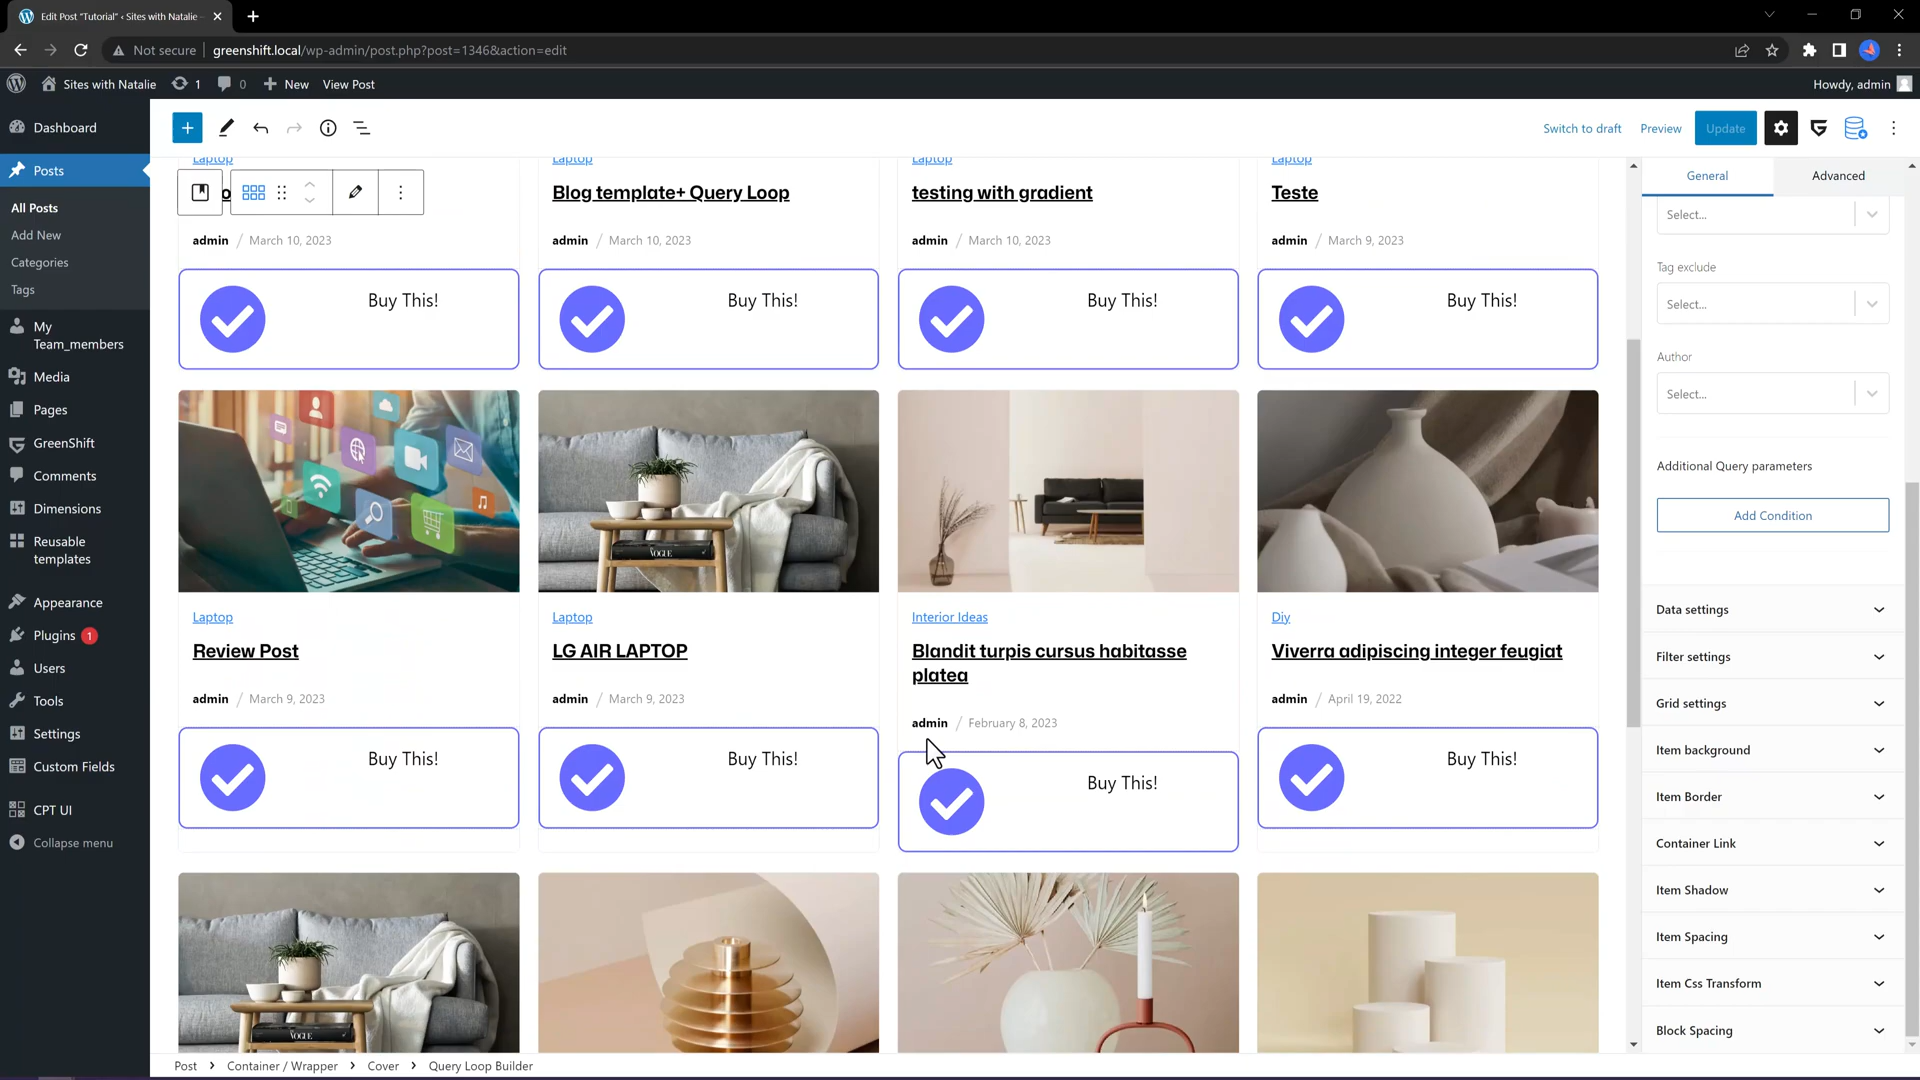 Edit Post "Tutorial" ‹ Sites with Natalie
Not secure greenshift.local/wp-admin/post.php?post=1346&action=edit
Sites with Natalie 1 0 New View Post Howdy, admin
Switch to draft Preview Update
Dashboard
Posts
All Posts
Add New
Categories
Tags
My Team_members
Media
Pages
GreenShift
Comments
Dimensions
Reusable templates
Appearance
Plugins 1
Users
Tools
Settings
Custom Fields
CPT UI
Collapse menu
Laptop Laptop Laptop Laptop
Blog template+ Query Loop testing with gradient Teste
admin / March 10, 2023 admin / March 10, 2023 admin / March 10, 2023 admin / March 9, 2023
Buy This! Buy This! Buy This! Buy This!
VOGUE
Laptop Laptop Interior Ideas Diy
Review Post LG AIR LAPTOP Blandit turpis cursus habitasse Viverra adipiscing integer feugiat
platea
admin / March 9, 2023 admin / March 9, 2023 admin / February 8, 2023 admin / April 19, 2022
Buy This! Buy This! Buy This! Buy This!
VOGUE
General Advanced
Select...
Tag exclude
Select...
Author
Select...
Additional Query parameters
Add Condition
Data settings
Filter settings
Grid settings
Item background
Item Border
Container Link
Item Shadow
Item Spacing
Item Css Transform
Block Spacing
Post Container / Wrapper Cover Query Loop Builder